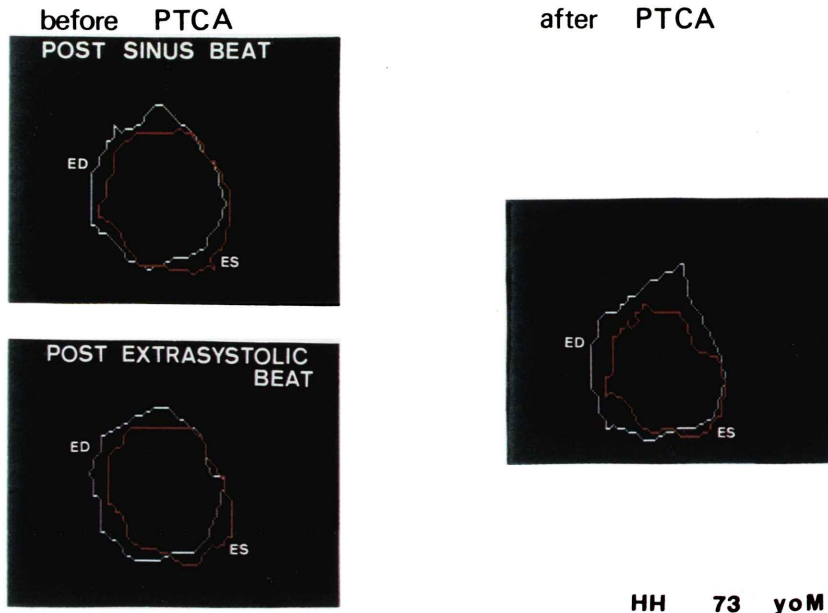 before PTCA
POST SINUS BEAT
ED
ES
POST EXTRASYSTOLIC
BEAT
ED
ES
after PTCA
ED
ES
HH 73 yoM